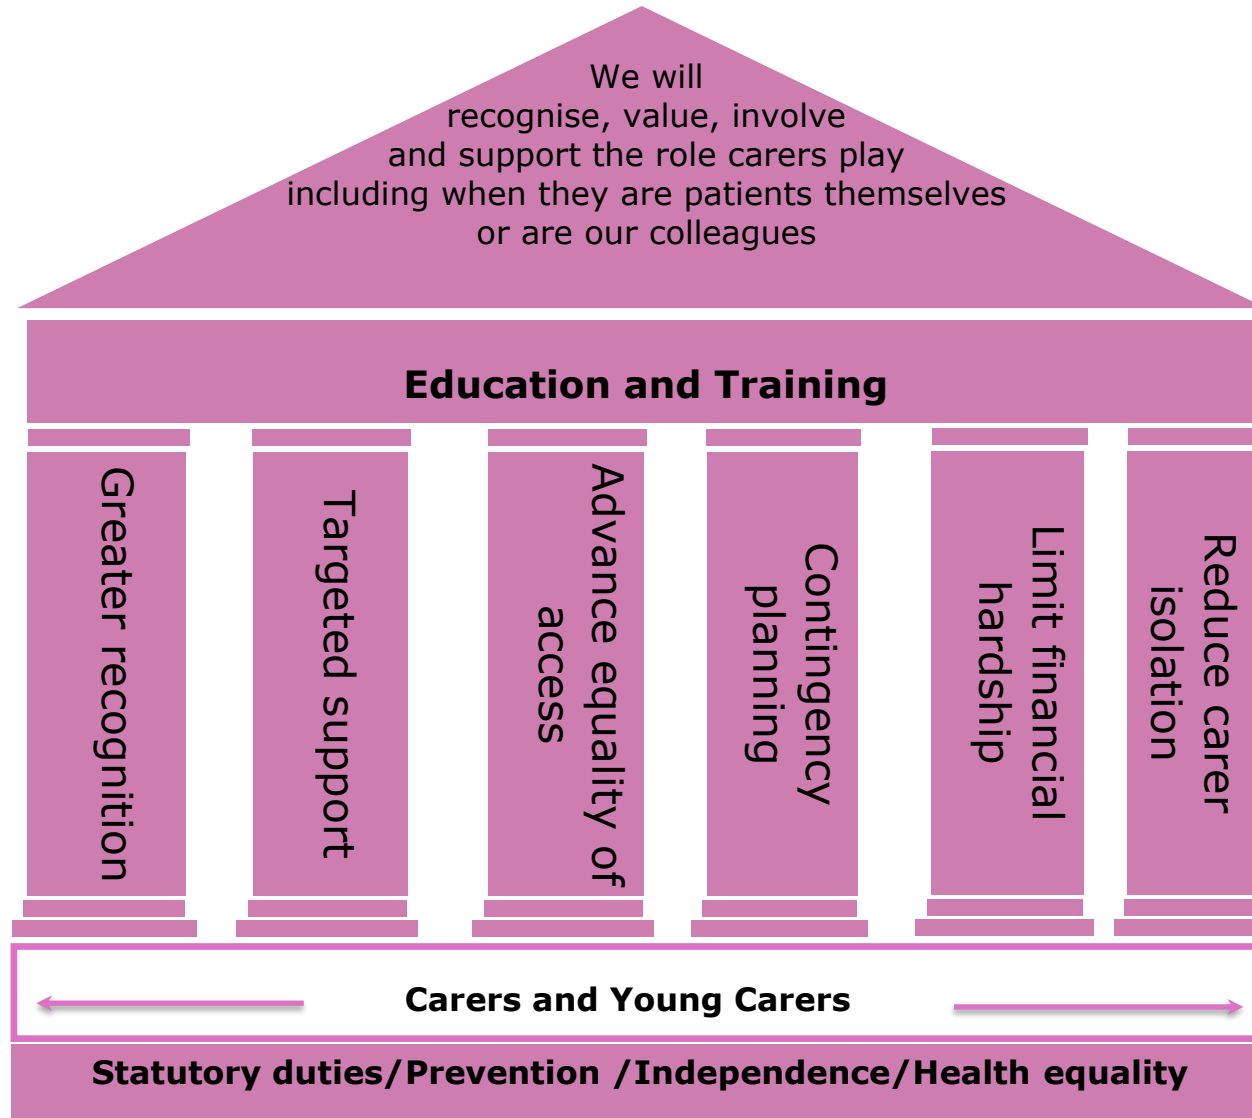 We will
recognise, value, involve
and support the role carers play
including when they are patients themselves
or are our colleagues
Education and Training
Greater recognition
Targeted support
Advance equality of
access
Contingency
planning
Limit financial
hardship
Reduce carer
isolation
Carers and Young Carers
Statutory duties/Prevention /Independence/Health equality